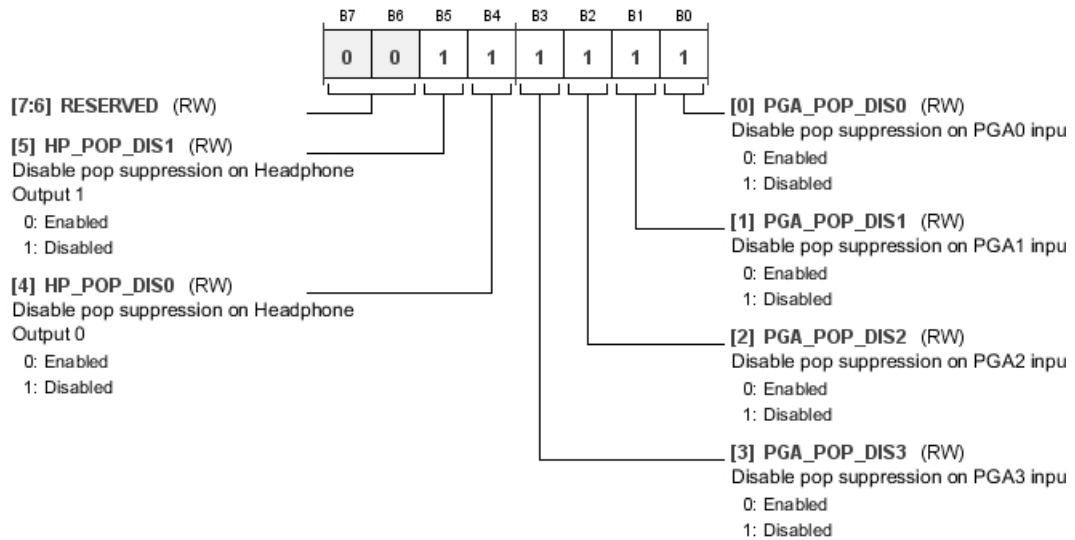 B7 B6 B5 B4 B3 B2 B1 B0
0 0 1 1 1 1 1 1
[7:6] RESERVED (RW)
[5] HP_POP_DIS1 (RW)
Disable pop suppression on Headphone
Output 1
0: Enabled
1: Disabled
[4] HP_POP_DIS0 (RW)
Disable pop suppression on Headphone
Output 0
0: Enabled
1: Disabled
[0] PGA_POP_DIS0 (RW)
Disable pop suppression on PGA0 inpu
0: Enabled
1: Disabled
[1] PGA_POP_DIS1 (RW)
Disable pop suppression on PGA1 inpu
0: Enabled
1: Disabled
[2] PGA_POP_DIS2 (RW)
Disable pop suppression on PGA2 inpu
0: Enabled
1: Disabled
[3] PGA_POP_DIS3 (RW)
Disable pop suppression on PGA3 inpu
0: Enabled
1: Disabled